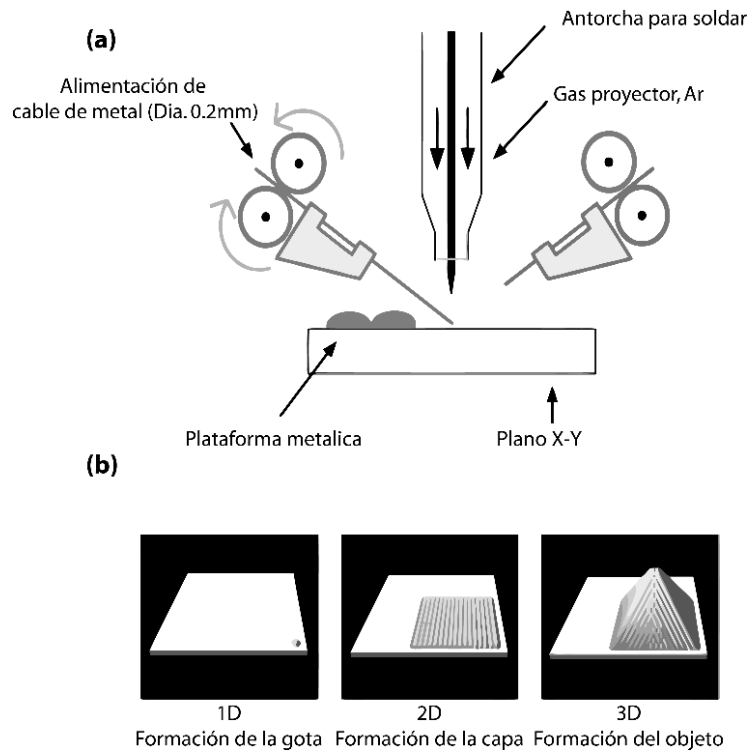 (a)
Antorcha para soldar
Alimentación de
cable de metal (Dia. 0.2mm)
Gas proyector, Ar
Plataforma metalica
Plano X-Y
(b)
1D
Formación de la gota
2D
Formación de la capa
3D
Formación del objeto